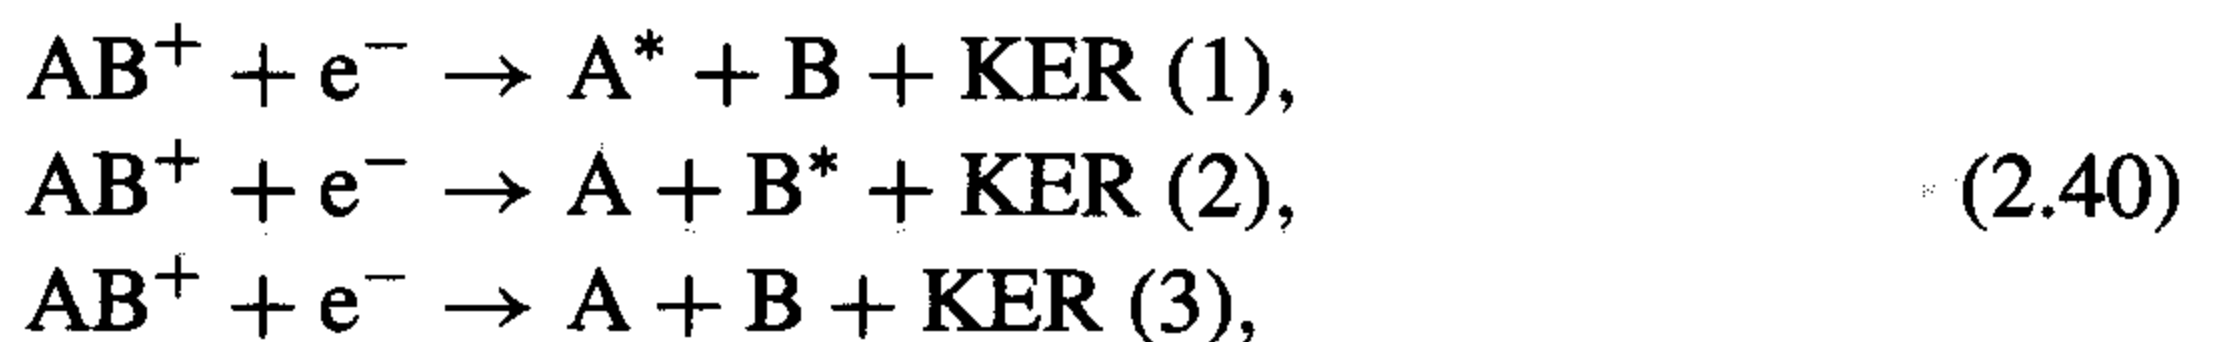 AB⁺ + e⁻ → A* + B + KER (1),
AB⁺ + e⁻ → A + B* + KER (2), (2.40)
AB⁺ + e⁻ → A + B + KER (3),